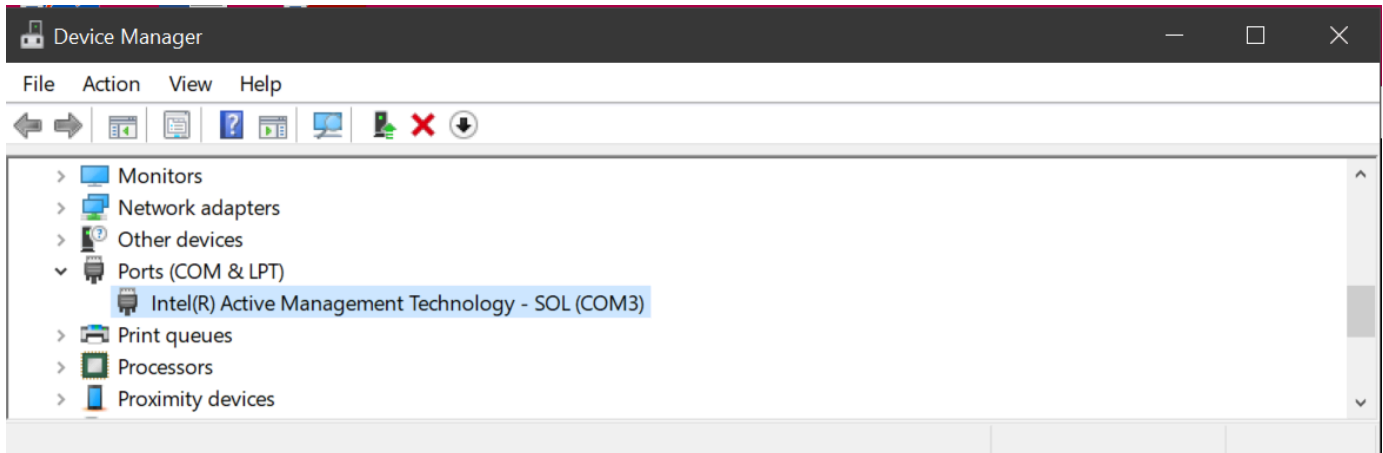 Device Manager
File Action View Help
Monitors
Network adapters
Other devices
Ports (COM & LPT)
Intel(R) Active Management Technology - SOL (COM3)
Print queues
Processors
Proximity devices